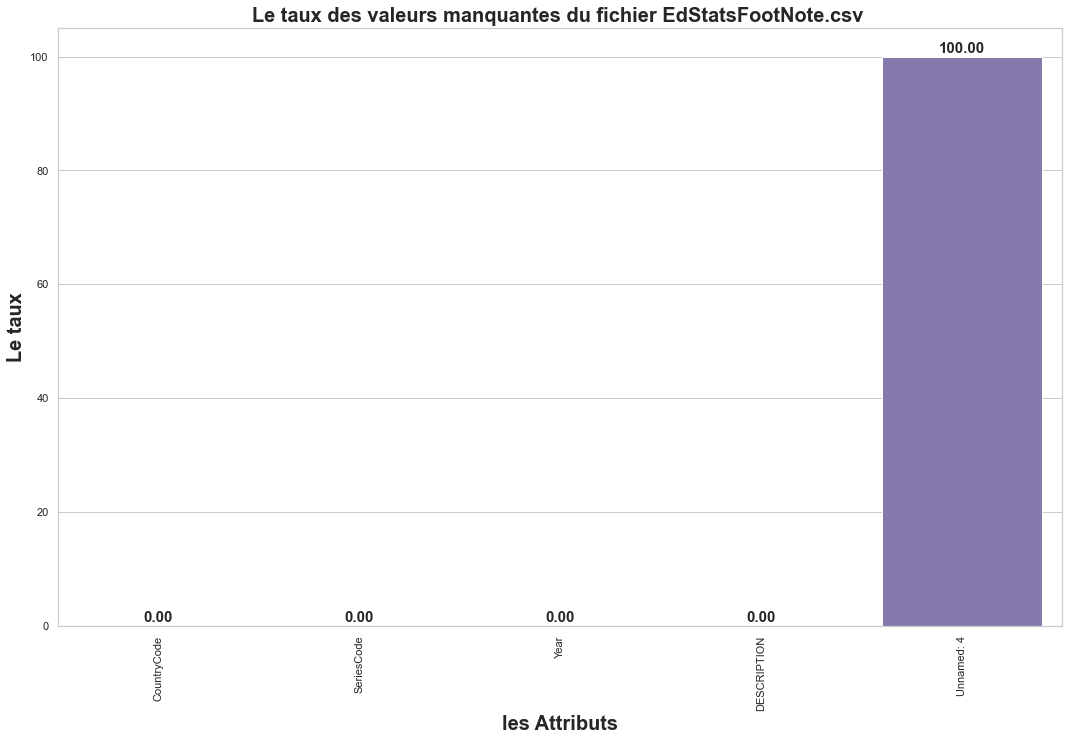 Le taux des valeurs manquantes du fichier EdStatsFootNote.csv
100.00
100
80
60
Le taux
40
20
0.00
0.00
0.00
0.00
0
CountryCode
SeriesCode
Year
DESCRIPTION
Unnamed: 4
les Attributs